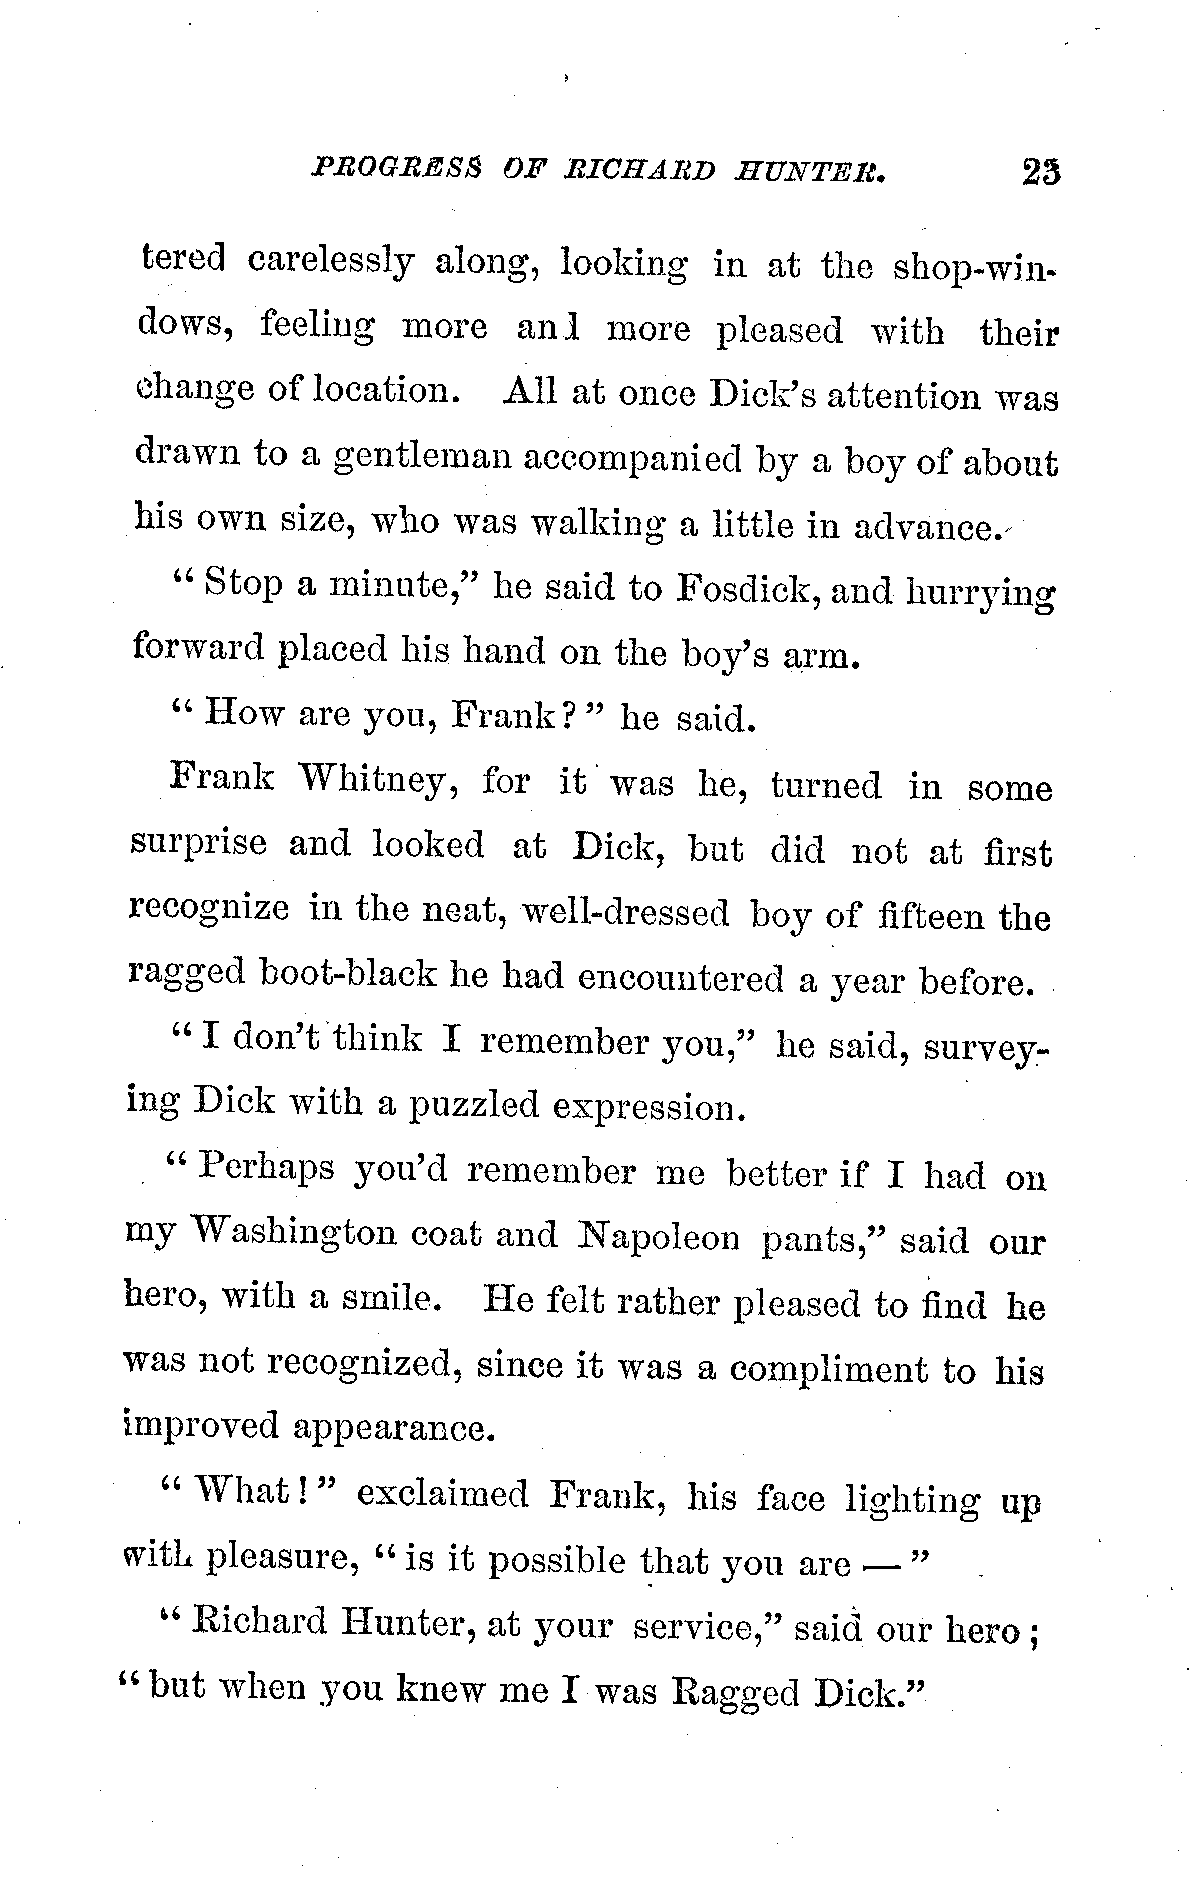 PROGRESS OF RICHARD HUNTER. 23
tered carelessly along, looking in at the shop-win-
dows, feeling more and more pleased with their
change of location. All at once Dick's attention was
drawn to a gentleman accompanied by a boy of about
his own size, who was walking a little in advance.
" Stop a minute," he said to Fosdick, and hurrying
forward placed his hand on the boy's arm.
" How are you, Frank? " he said.
Frank Whitney, for it was he, turned in some
surprise and looked at Dick, but did not at first
recognize in the neat, well-dressed boy of fifteen the
ragged boot-black he had encountered a year before.
" I don't think I remember you," he said, survey-
ing Dick with a puzzled expression.
" Perhaps you'd remember me better if I had on
my Washington coat and Napoleon pants," said our
hero, with a smile. He felt rather pleased to find he
was not recognized, since it was a compliment to his
improved appearance.
" What! " exclaimed Frank, his face lighting up
with pleasure, " is it possible that you are — "
" Richard Hunter, at your service," said our hero ;
" but when you knew me I was Ragged Dick."